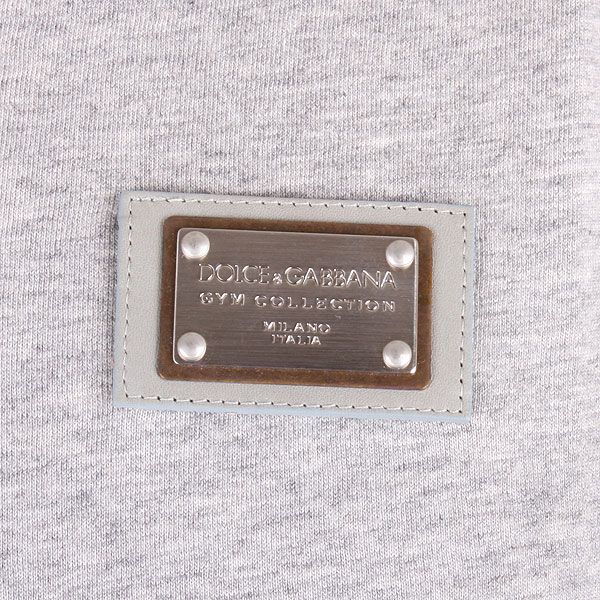 DOLCE & GABBANA
GYM COLLECTION
MILANO
ITALIA